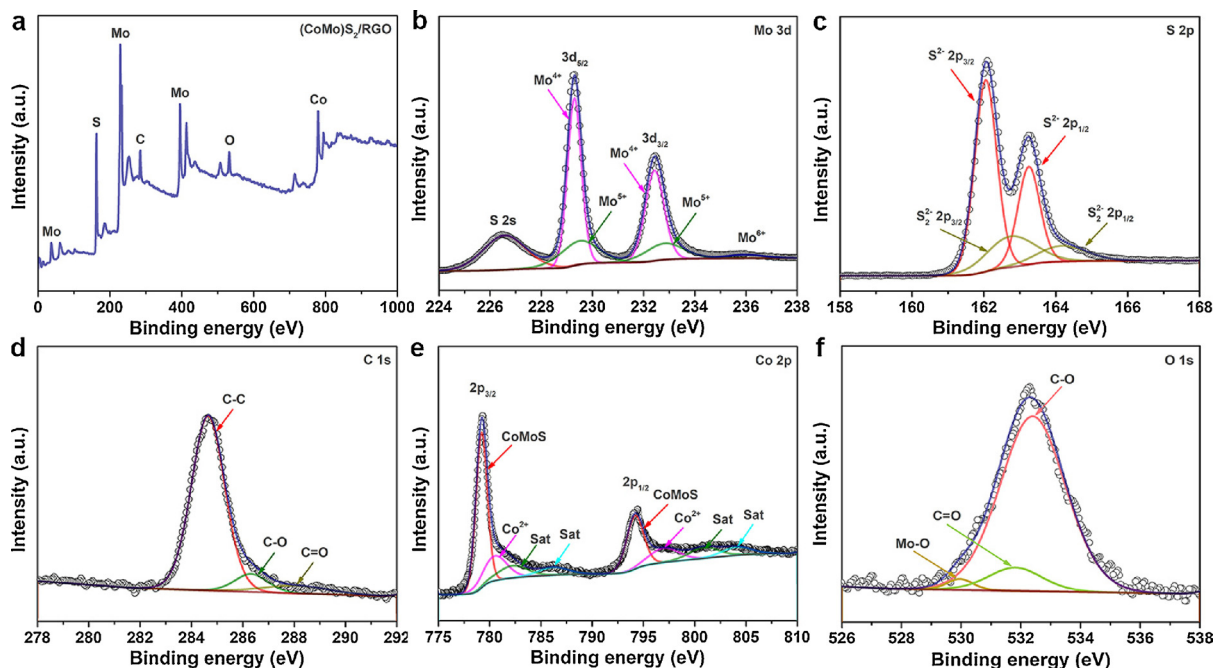 a
(CoMo)S₂/RGO
Mo
Mo
Co
S
C
O
Mo
Intensity (a.u.)
0 200 400 600 800 1000
Binding energy (eV)
b
Mo 3d
3d₅/₂
Mo⁴⁺
3d₃/₂
Mo⁴⁺
S 2s
Mo⁵⁺
Mo⁵⁺
Mo⁶⁺
Intensity (a.u.)
224 226 228 230 232 234 236 238
Binding energy (eV)
c
S 2p
S²⁻ 2p₃/₂
S²⁻ 2p₁/₂
S₂²⁻ 2p₃/₂
S₂²⁻ 2p₁/₂
Intensity (a.u.)
158 160 162 164 166 168
Binding energy (eV)
d
C 1s
C-C
C-O
C=O
Intensity (a.u.)
278 280 282 284 286 288 290 292
Binding energy (eV)
e
Co 2p
2p₃/₂
CoMoS
2p₁/₂
CoMoS
Co²⁺
Sat
Sat
Co²⁺
Sat
Sat
Intensity (a.u.)
775 780 785 790 795 800 805 810
Binding energy (eV)
f
O 1s
C-O
C=O
Mo-O
Intensity (a.u.)
526 528 530 532 534 536 538
Binding energy (eV)